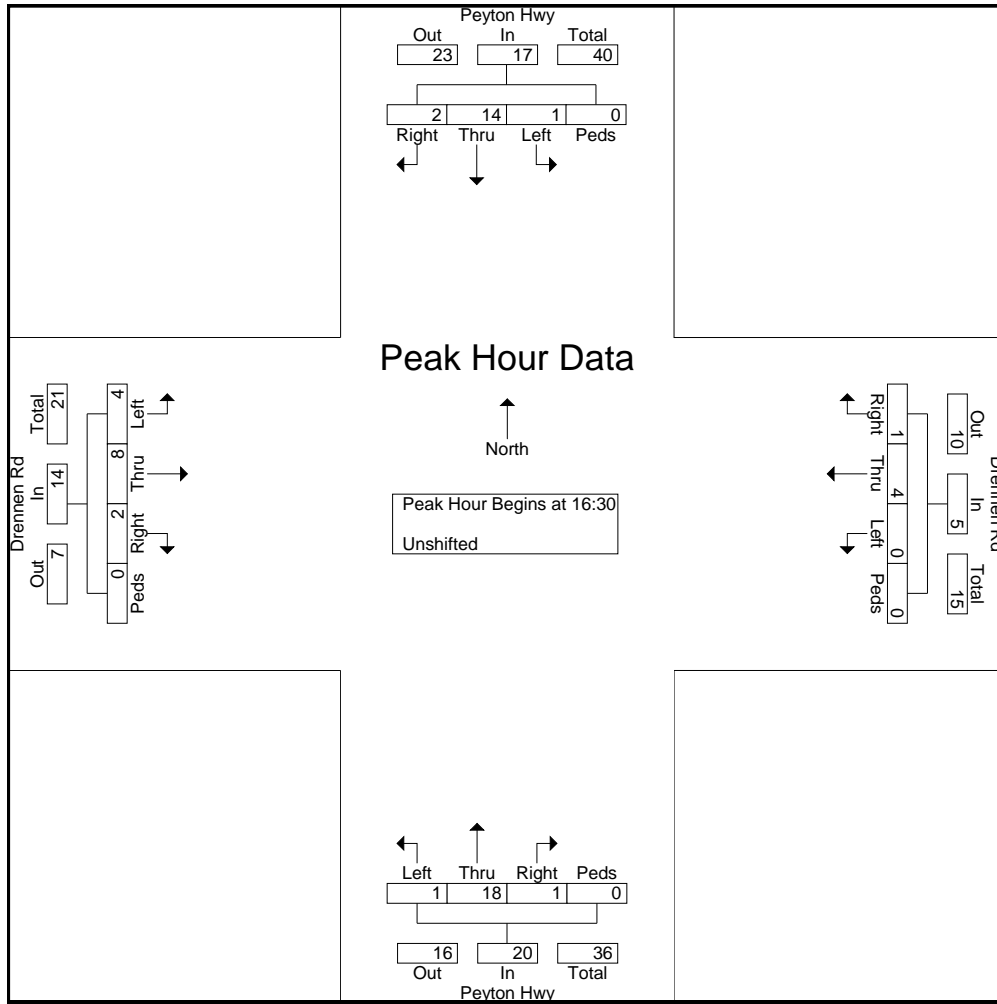 Peyton Hwy
Out In Total
23 17 40
2 14 1 0
Right Thru Left Peds
Peak Hour Data
North
Peak Hour Begins at 16:30
Unshifted
Drennen Rd
Total In Out
21 14 7
4 8 2 0
Left Thru Right Peds
Right Thru Left Peds
1 4 0 0
10 5 15
Out In Total
Drennen Rd
Left Thru Right Peds
1 18 1 0
16 20 36
Out In Total
Peyton Hwy